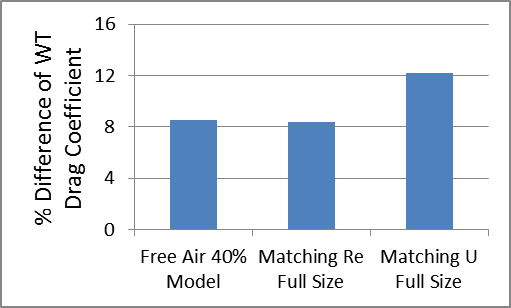 % Difference of WT
Drag Coefficient
16
12
8
4
0
Free Air 40%
Model
Matching Re
Full Size
Matching U
Full Size